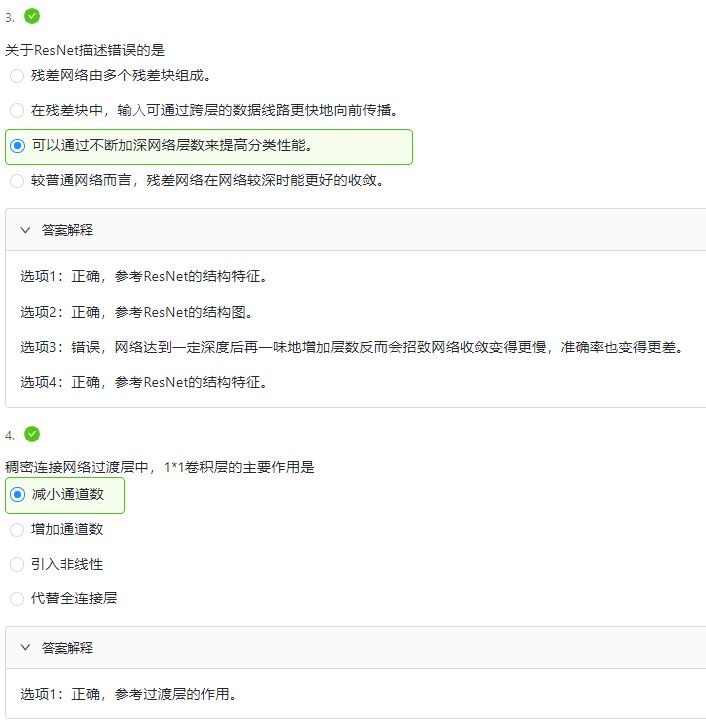 3.
关于ResNet描述错误的是
残差网络由多个残差块组成。
在残差块中，输入可通过跨层的数据线路更快地向前传播。
可以通过不断加深网络层数来提高分类性能。
较普通网络而言，残差网络在网络较深时能更好的收敛。
答案解释
选项1：正确，参考ResNet的结构特征。
选项2：正确，参考ResNet的结构图。
选项3：错误，网络达到一定深度后再一味地增加层数反而会招致网络收敛变得更慢，准确率也变得更差。
选项4：正确，参考ResNet的结构特征。
4.
稠密连接网络过渡层中，1*1卷积层的主要作用是
减小通道数
增加通道数
引入非线性
代替全连接层
答案解释
选项1：正确，参考过渡层的作用。